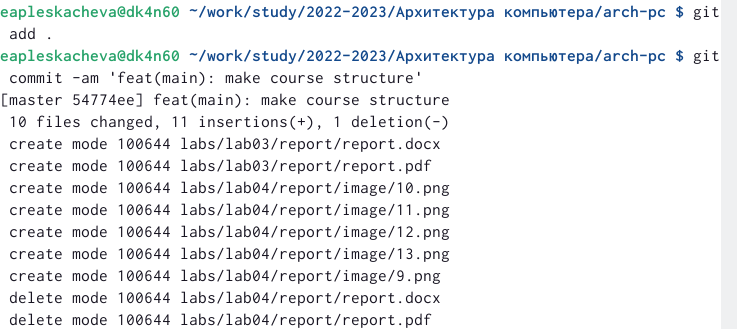 eapleskacheva@dk4n60 ~/work/study/2022-2023/Архитектура компьютера/arch-pc $ git
add .
eapleskacheva@dk4n60 ~/work/study/2022-2023/Архитектура компьютера/arch-pc $ git
commit -am 'feat(main): make course structure'
[master 54774ee] feat(main): make course structure
10 files changed, 11 insertions(+), 1 deletion(-)
create mode 100644 labs/lab03/report/report.docx
create mode 100644 labs/lab03/report/report.pdf
create mode 100644 labs/lab04/report/image/10.png
create mode 100644 labs/lab04/report/image/11.png
create mode 100644 labs/lab04/report/image/12.png
create mode 100644 labs/lab04/report/image/13.png
create mode 100644 labs/lab04/report/image/9.png
delete mode 100644 labs/lab04/report/report.docx
delete mode 100644 labs/lab04/report/report.pdf